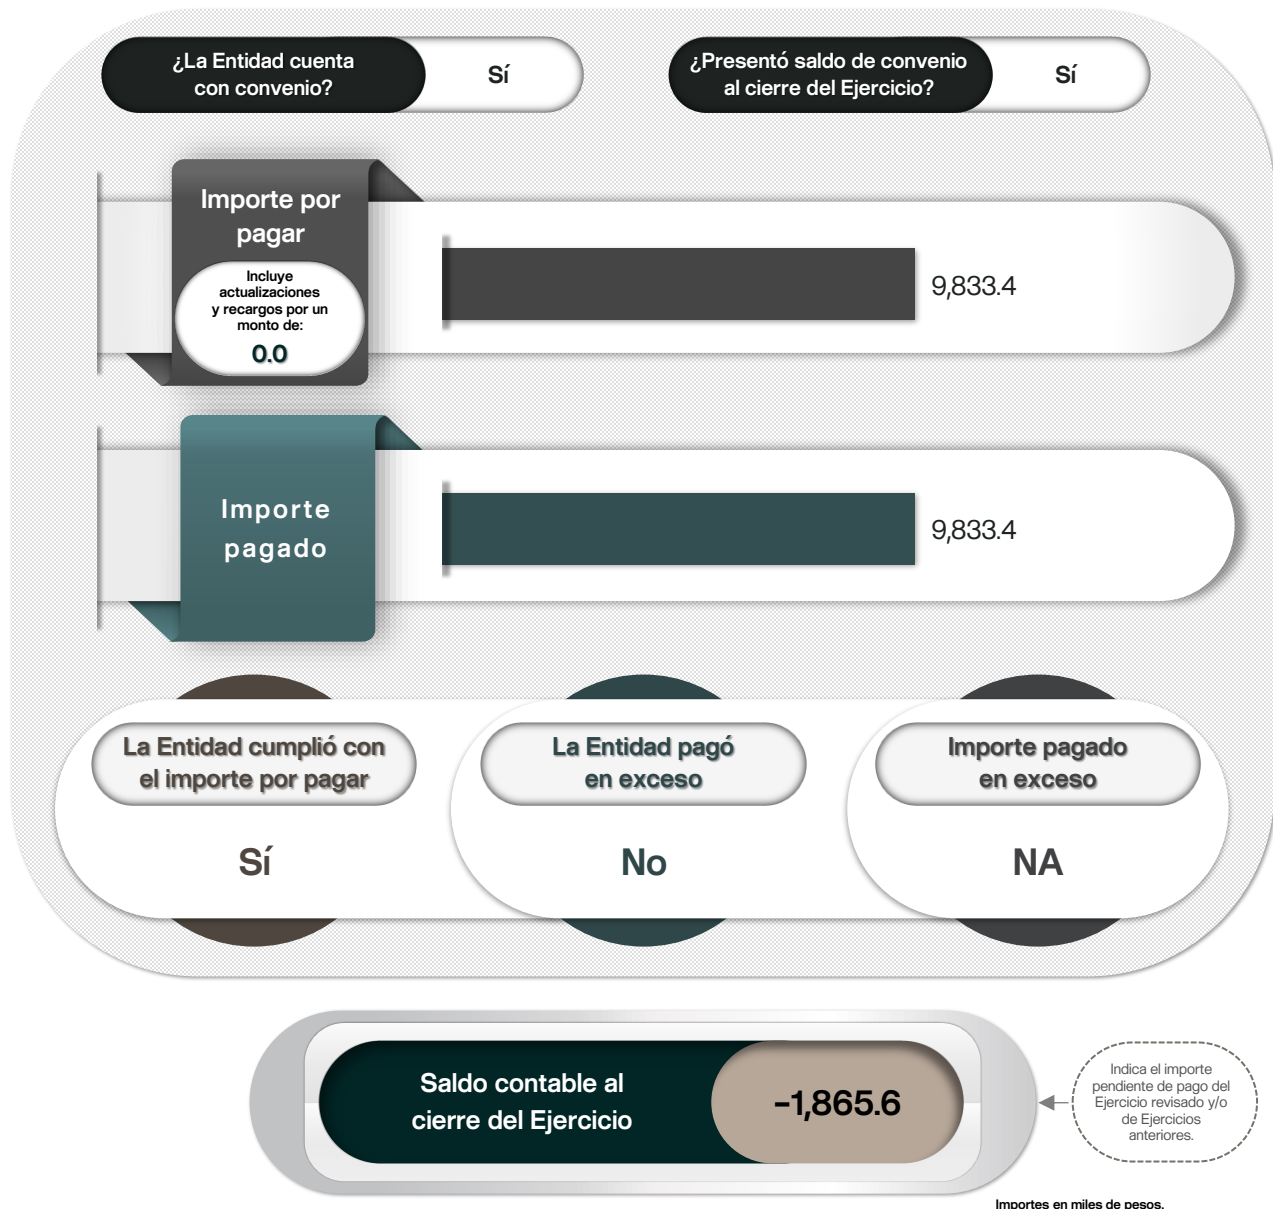 ¿La Entidad cuenta
con convenio?
Sí
¿Presentó saldo de convenio
al cierre del Ejercicio?
Sí
Importe por
pagar
Incluye
actualizaciones
y recargos por un
monto de:
0.0
9,833.4
Importe
pagado
9,833.4
La Entidad cumplió con
el importe por pagar
Sí
La Entidad pagó
en exceso
No
Importe pagado
en exceso
NA
Saldo contable al
cierre del Ejercicio
-1,865.6
Indica el importe
pendiente de pago del
Ejercicio revisado y/o
de Ejercicios
anteriores.
Importes en miles de pesos.